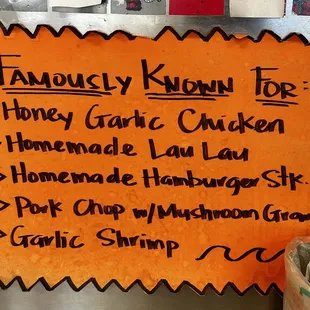 Famously Known For:
Honey Garlic Chicken
Homemade Lau Lau
> Homemade Hamburger Stk.
> Pork Chop w/Mushroom Gra
> Garlic Shrimp